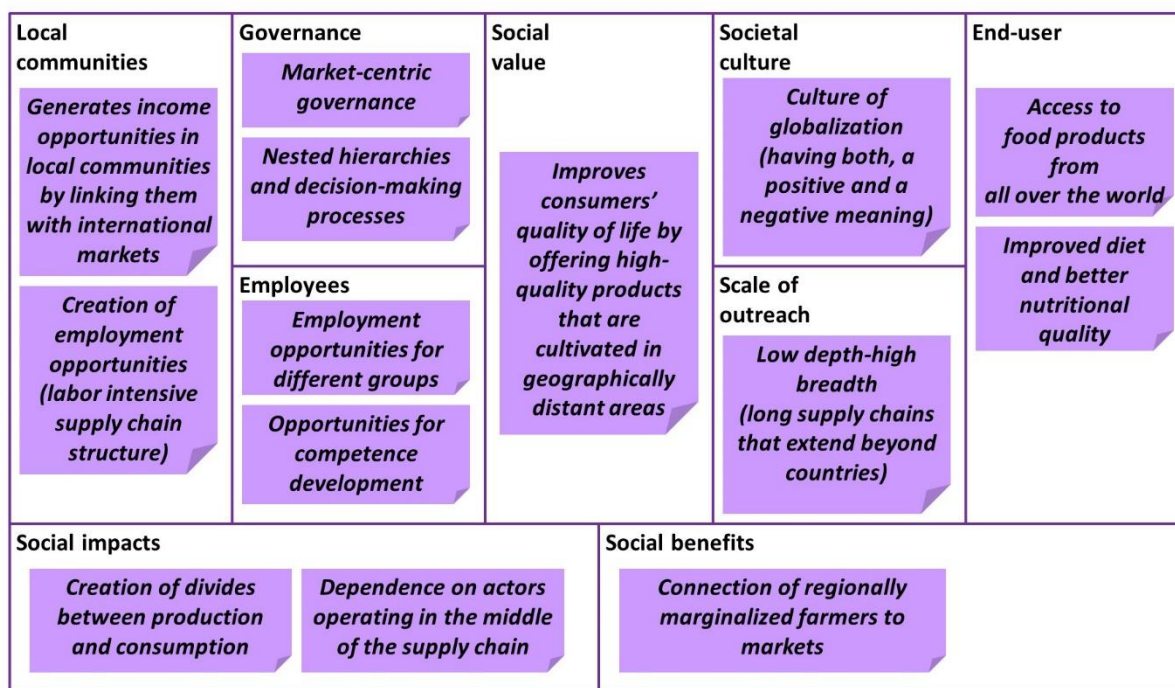 Local
communities
Generates income
opportunities in
local communities
by linking them
with international
markets
Creation of
employment
opportunities
(labor intensive
supply chain
structure)
Governance
Market-centric
governance
Nested hierarchies
and decision-making
processes
Employees
Employment
opportunities for
different groups
Opportunities for
competence
development
Social
value
Improves
consumers’
quality of life by
offering high-
quality products
that are
cultivated in
geographically
distant areas
Societal
culture
Culture of
globalization
(having both, a
positive and a
negative meaning)
Scale of
outreach
Low depth-high
breadth
(long supply chains
that extend beyond
countries)
End-user
Access to
food products
from
all over the world
Improved diet
and better
nutritional
quality
Social impacts
Creation of divides
between production
and consumption
Dependence on actors
operating in the middle
of the supply chain
Social benefits
Connection of regionally
marginalized farmers to
markets